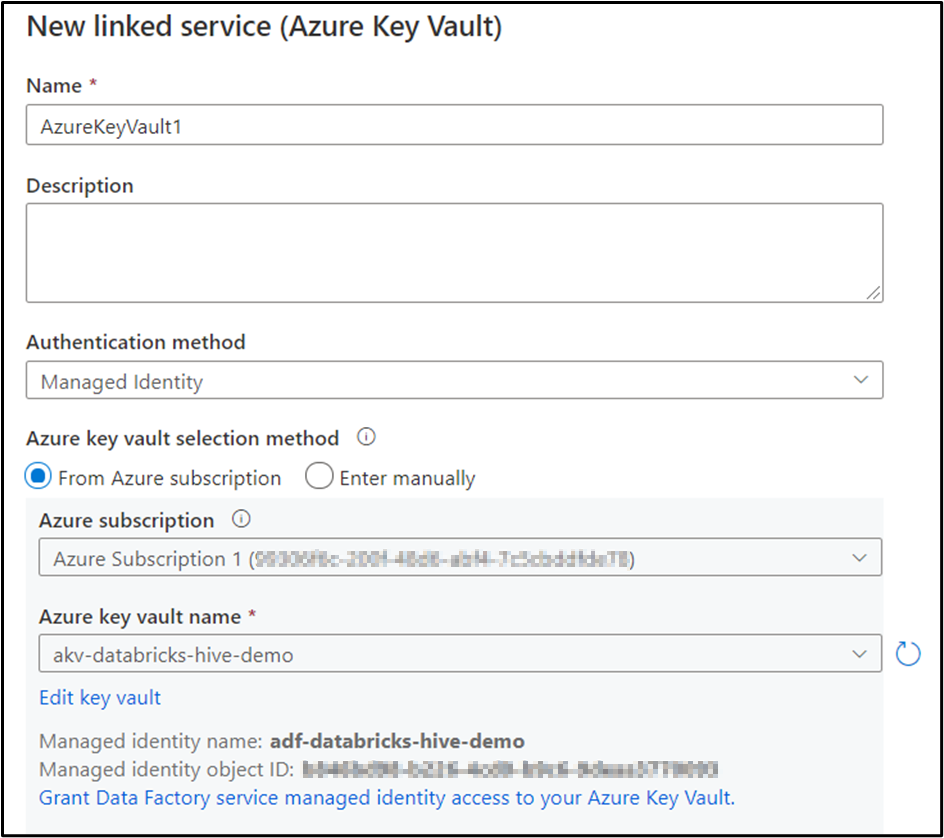 New linked service (Azure Key Vault)
Name *
AzureKeyVault1
Description
Authentication method
Managed Identity
Azure key vault selection method
From Azure subscription Enter manually
Azure subscription
Azure Subscription 1 ()
Azure key vault name *
akv-databricks-hive-demo
Edit key vault
Managed identity name: adf-databricks-hive-demo
Managed identity object ID:
Grant Data Factory service managed identity access to your Azure Key Vault.